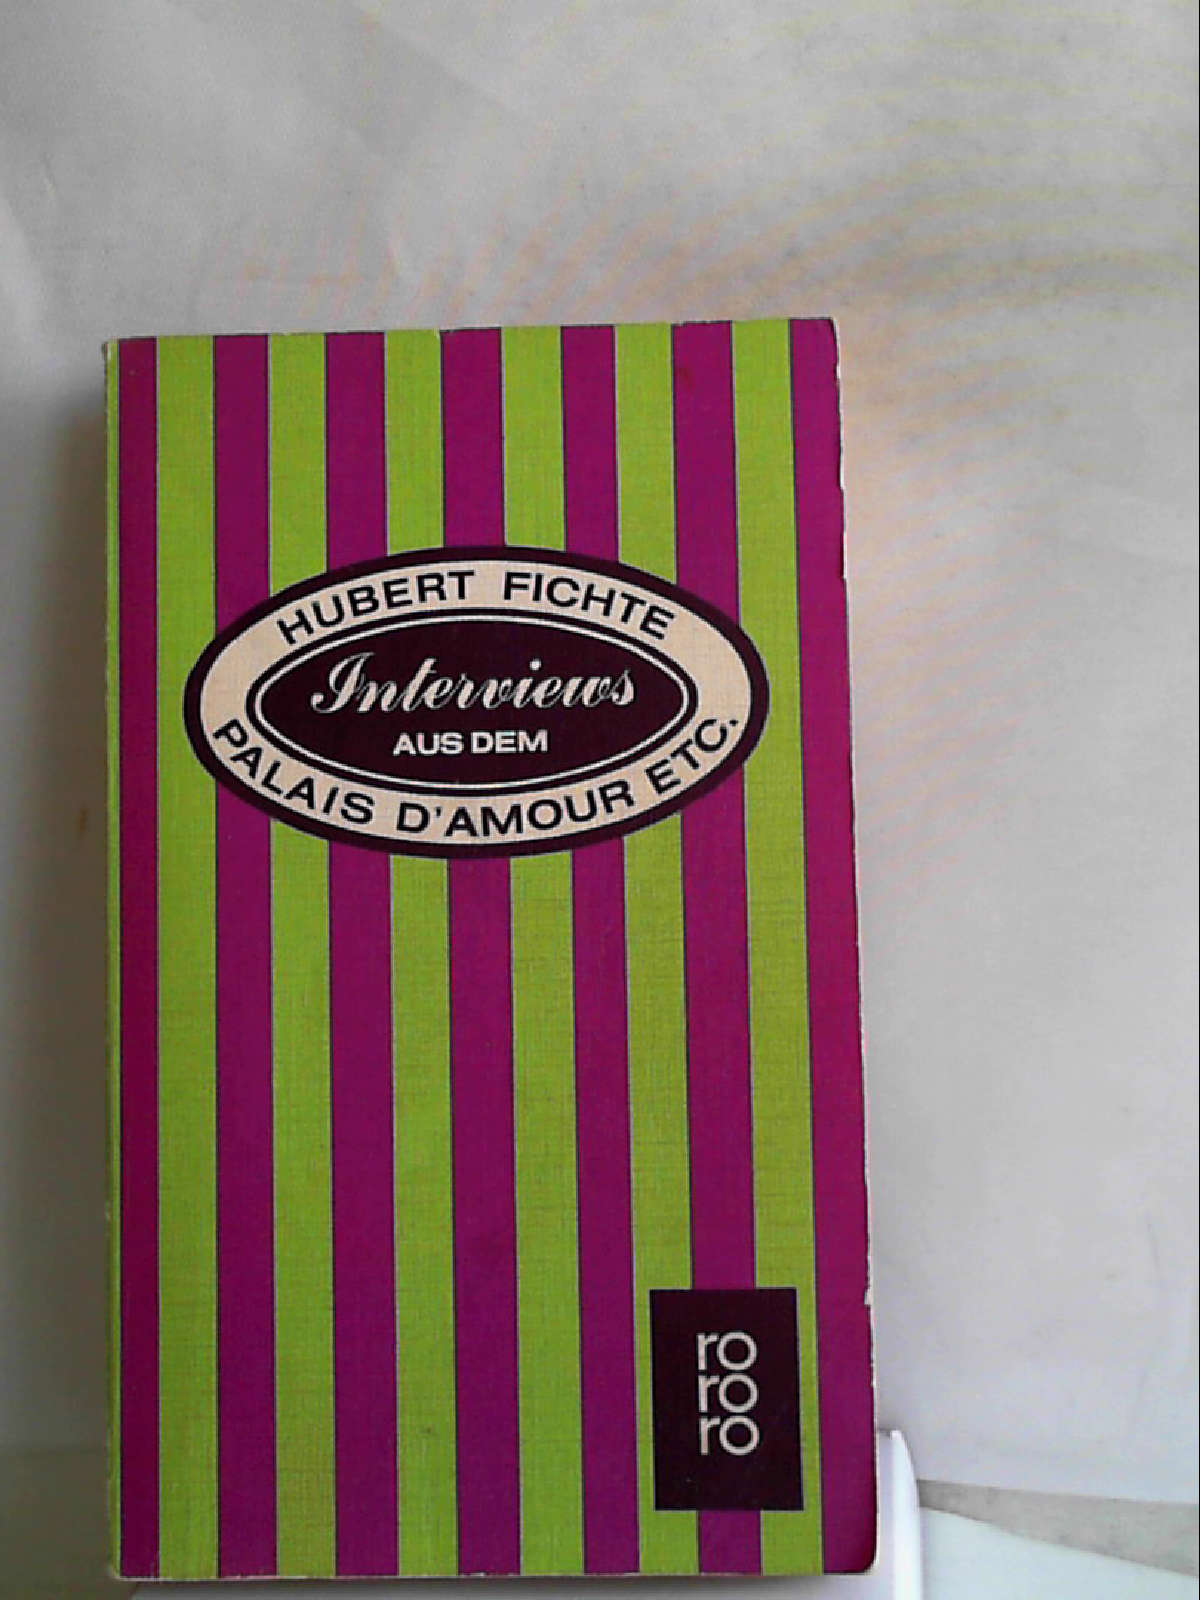 HUBERT FICHTE
Interviews
AUS DEM
PALAIS D'AMOUR ETC.
ro
ro
ro